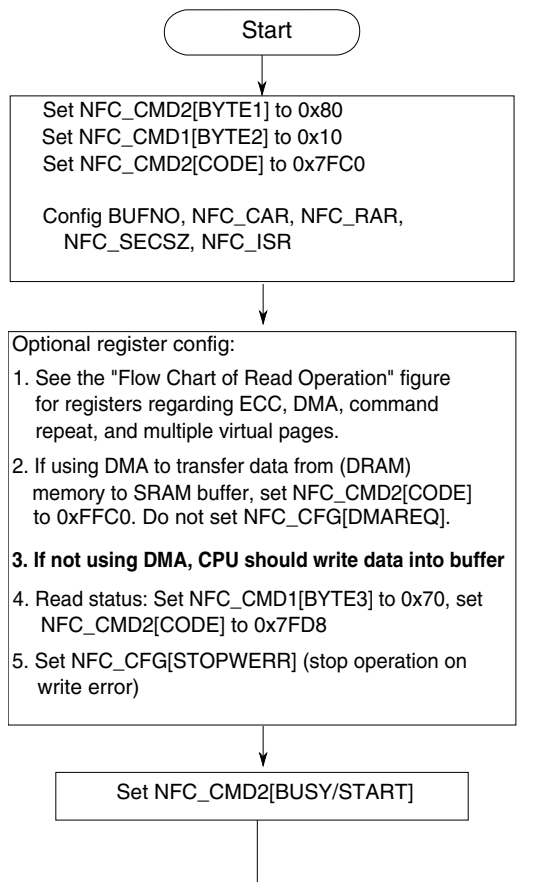 Start
Set NFC_CMD2[BYTE1] to 0x80
Set NFC_CMD1[BYTE2] to 0x10
Set NFC_CMD2[CODE] to 0x7FC0
Config BUFNO, NFC_CAR, NFC_RAR,
NFC_SECSZ, NFC_ISR
Optional register config:
1. See the "Flow Chart of Read Operation" figure
for registers regarding ECC, DMA, command
repeat, and multiple virtual pages.
2. If using DMA to transfer data from (DRAM)
memory to SRAM buffer, set NFC_CMD2[CODE]
to 0xFFC0. Do not set NFC_CFG[DMAREQ].
3. If not using DMA, CPU should write data into buffer
4. Read status: Set NFC_CMD1[BYTE3] to 0x70, set
NFC_CMD2[CODE] to 0x7FD8
5. Set NFC_CFG[STOPWERR] (stop operation on
write error)
Set NFC_CMD2[BUSY/START]